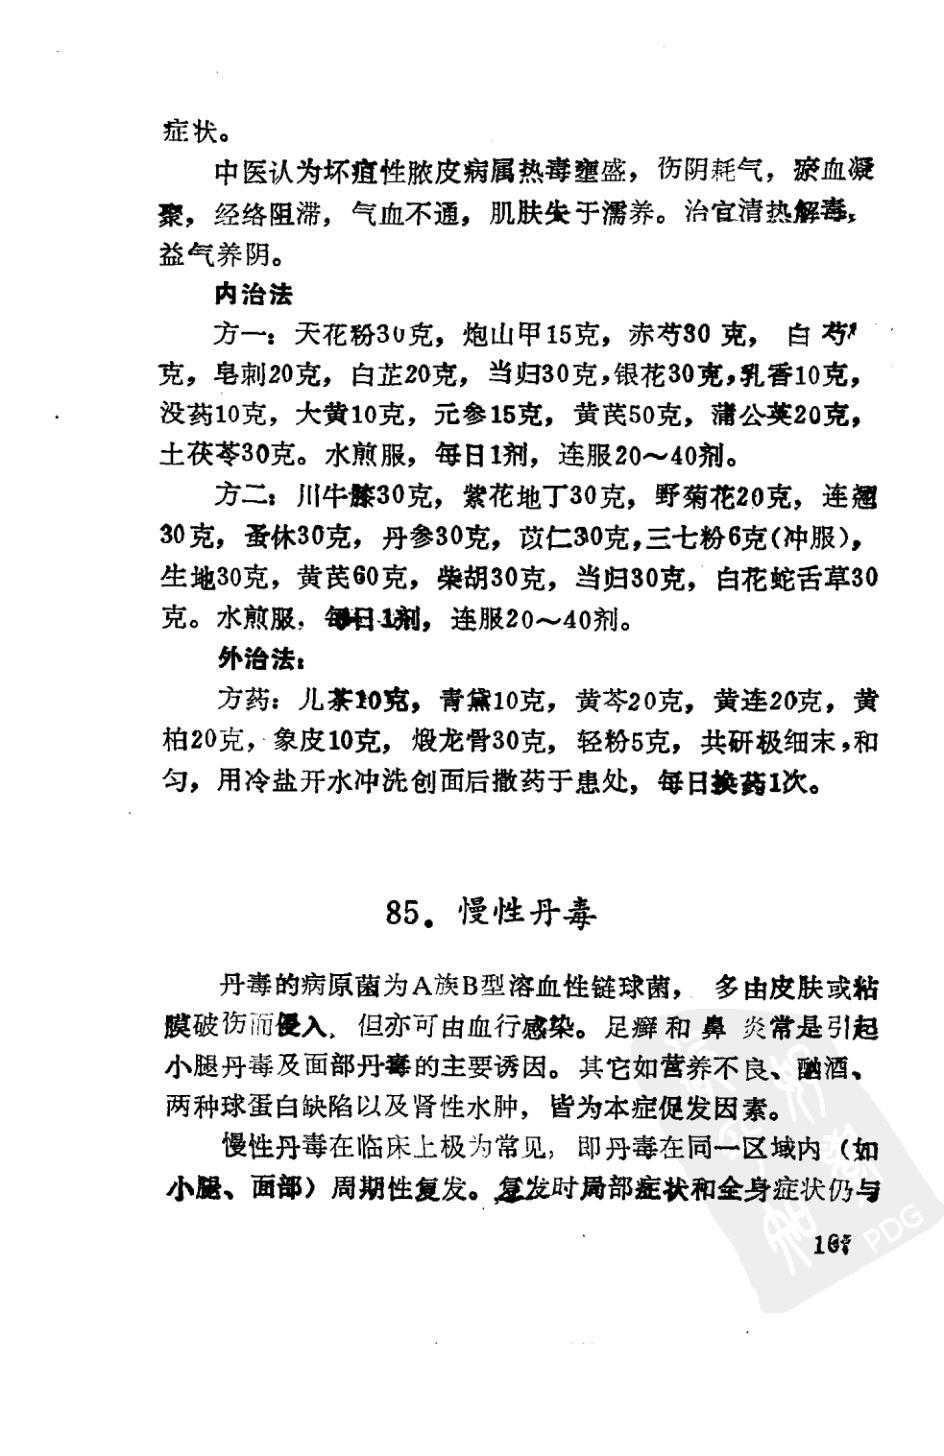 症状。
中医认为坏疽性脓皮病属热毒壅盛，伤阴耗气，瘀血凝
聚，经络阻滞，气血不通，肌肤失于濡养。治宜清热解毒，
益气养阴。
内治法
方一：天花粉30克，炮山甲15克，赤芍30克，白芍
克，皂刺20克，白芷20克，当归30克，银花30克，乳香10克，
没药10克，大黄10克，元参15克，黄芪50克，蒲公英20克，
土茯苓30克。水煎服，每日1剂，连服20～40剂。
方二：川牛膝30克，紫花地丁30克，野菊花20克，连翘
30克，蚤休30克，丹参30克，苡仁30克，三七粉6克(冲服)，
生地30克，黄芪60克，柴胡30克，当归30克，白花蛇舌草30
克。水煎服，每日1剂，连服20～40剂。
外治法：
方药：儿茶10克，青黛10克，黄芩20克，黄连20克，黄
柏20克，象皮10克，煅龙骨30克，轻粉5克，共研极细末，和
匀，用冷盐开水冲洗创面后撒药于患处，每日换药1次。
85．慢性丹毒
丹毒的病原菌为A族B型溶血性链球菌，多由皮肤或粘
膜破伤而侵入，但亦可由血行感染。足癣和鼻炎常是引起
小腿丹毒及面部丹毒的主要诱因。其它如营养不良、酗酒、
两种球蛋白缺陷以及肾性水肿，皆为本症促发因素。
慢性丹毒在临床上极为常见，即丹毒在同一区域内（如
小腿、面部）周期性复发。复发时局部症状和全身症状仍与
PDG